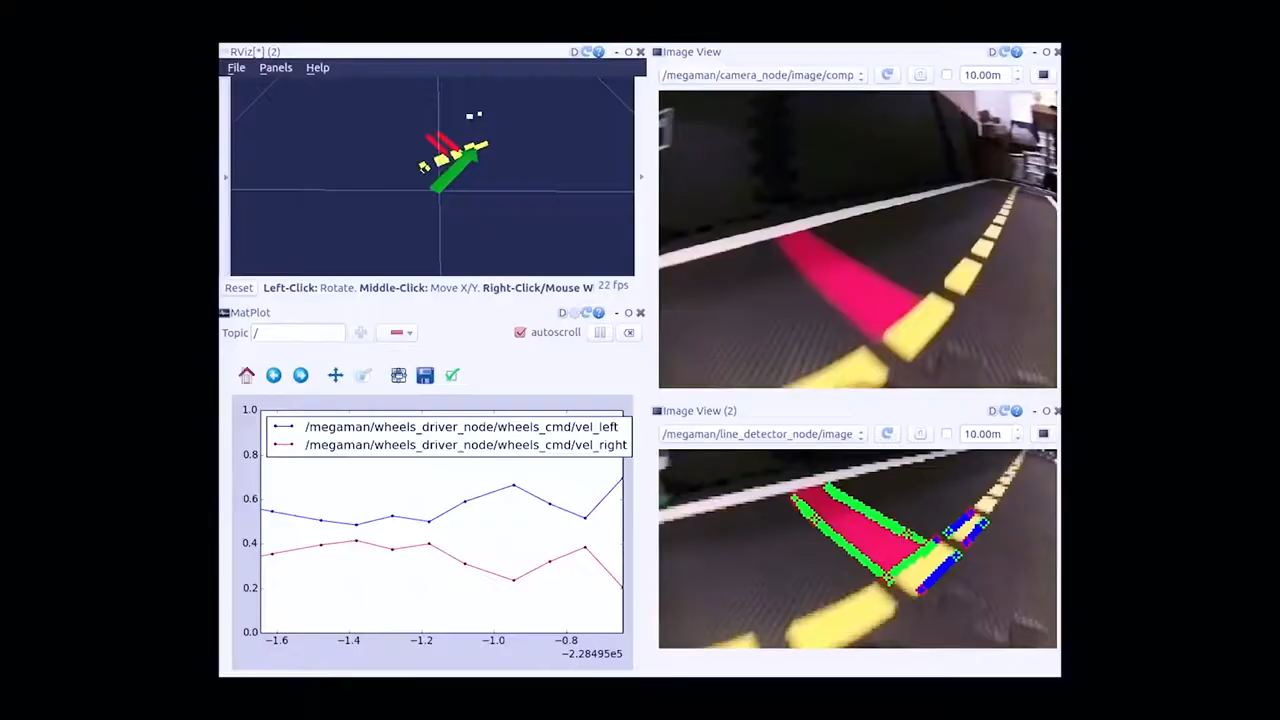 RViz[*] (2)
D
- O
File Panels Help
Reset Left-Click: Rotate. Middle-Click: Move X/Y. Right-Click/Mouse W 22 fps
MatPlot
D
- O
Topic /
autoscroll
/megaman/wheels_driver_node/wheels_cmd/vel_left
/megaman/wheels_driver_node/wheels_cmd/vel_right
1.0
0.8
0.6
0.4
0.2
0.0
−1.6 −1.4 −1.2 −1.0 −0.8
−2.28495e5
Image View
D
- O
/megaman/camera_node/image/comp
10.00m
Image View (2)
D
- O
/megaman/line_detector_node/image
10.00m